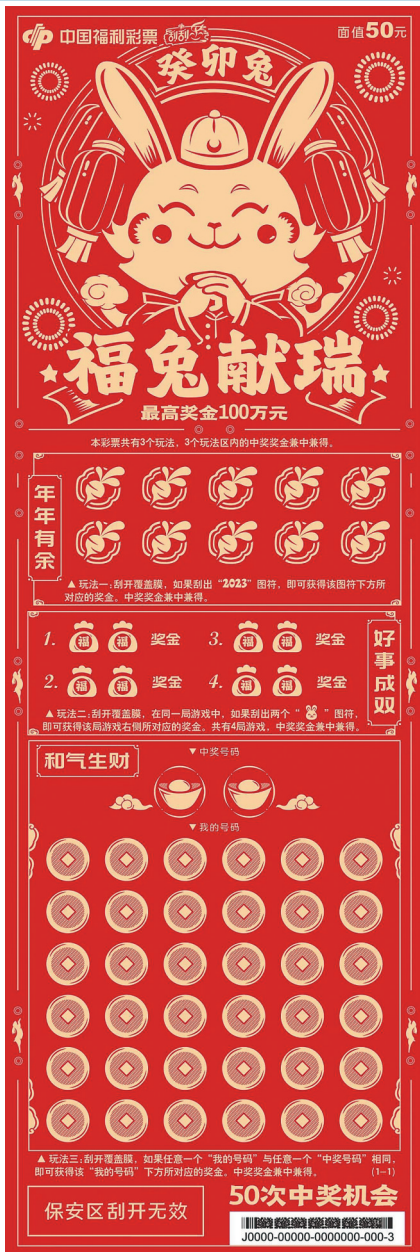 中国福利彩票 刮刮乐
面值50元
癸卯兔
福兔献瑞
最高奖金100万元
本彩票共有3个玩法，3个玩法区内的中奖奖金兼中兼得。
年年有余
▲ 玩法一：刮开覆盖膜，如果刮出“2023”图符，即可获得该图符下方所
对应的奖金。中奖奖金兼中兼得。
1. 福 福 奖金 3. 福 福 奖金
2. 福 福 奖金 4. 福 福 奖金
好事成双
▲ 玩法二：刮开覆盖膜，在同一局游戏中，如果刮出两个“ ”图符，
即可获得该局游戏右侧所对应的奖金。共有4局游戏，中奖奖金兼中兼得。
和气生财
▼中奖号码
▼我的号码
▲ 玩法三：刮开覆盖膜，如果任意一个“我的号码”与任意一个“中奖号码”相同，
即可获得该“我的号码”下方所对应的奖金。中奖奖金兼中兼得。 (1–1)
保安区刮开无效
50次中奖机会
J0000-00000-0000000-000-3